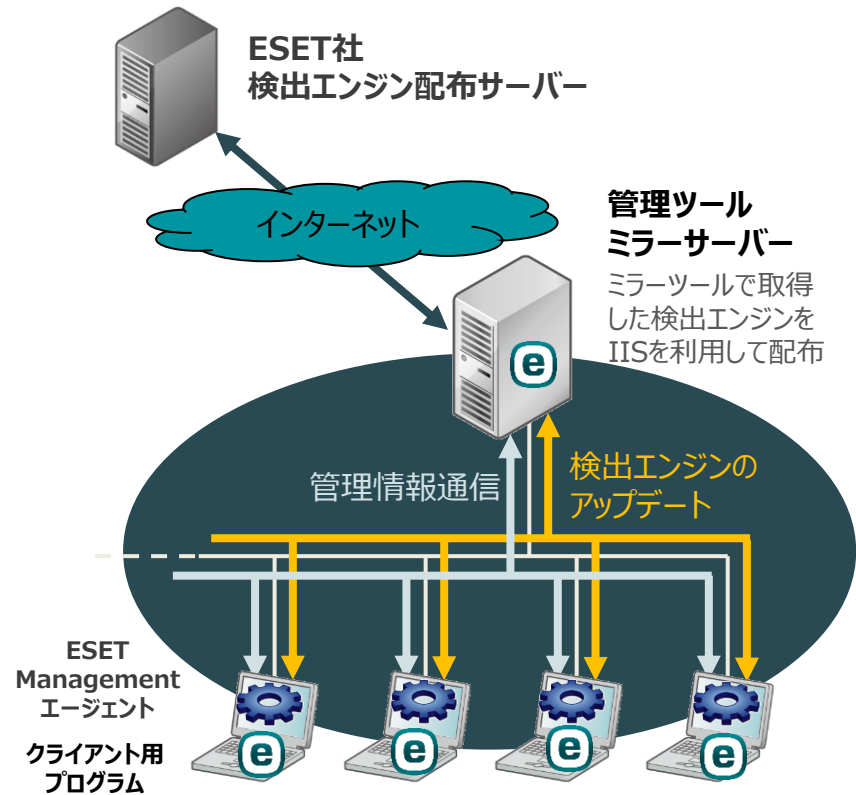 ESET社
検出エンジン配布サーバー
インターネット
管理ツール
ミラーサーバー
ミラーツールで取得
した検出エンジンを
IISを利用して配布
e
管理情報通信
検出エンジンの
アップデート
ESET
Management
エージェント
クライアント用
プログラム
e
e
e
e